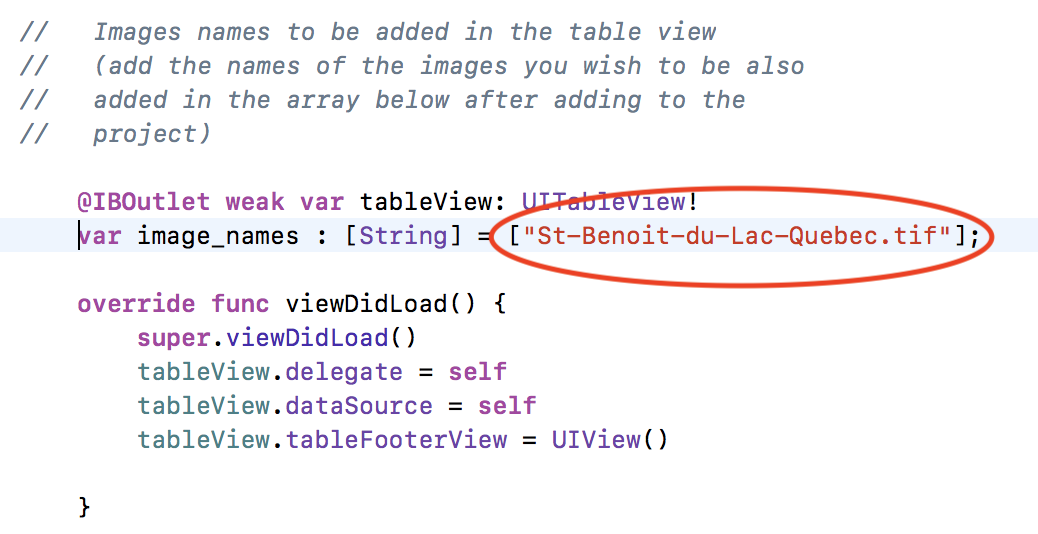 //   Images names to be added in the table view
//   (add the names of the images you wish to be also
//   added in the array below after adding to the
//   project)
@IBOutlet weak var tableView: UITableView!
var image_names : [String] = ["St-Benoit-du-Lac-Quebec.tif"];
override func viewDidLoad() {
super.viewDidLoad()
tableView.delegate = self
tableView.dataSource = self
tableView.tableFooterView = UIView()
}